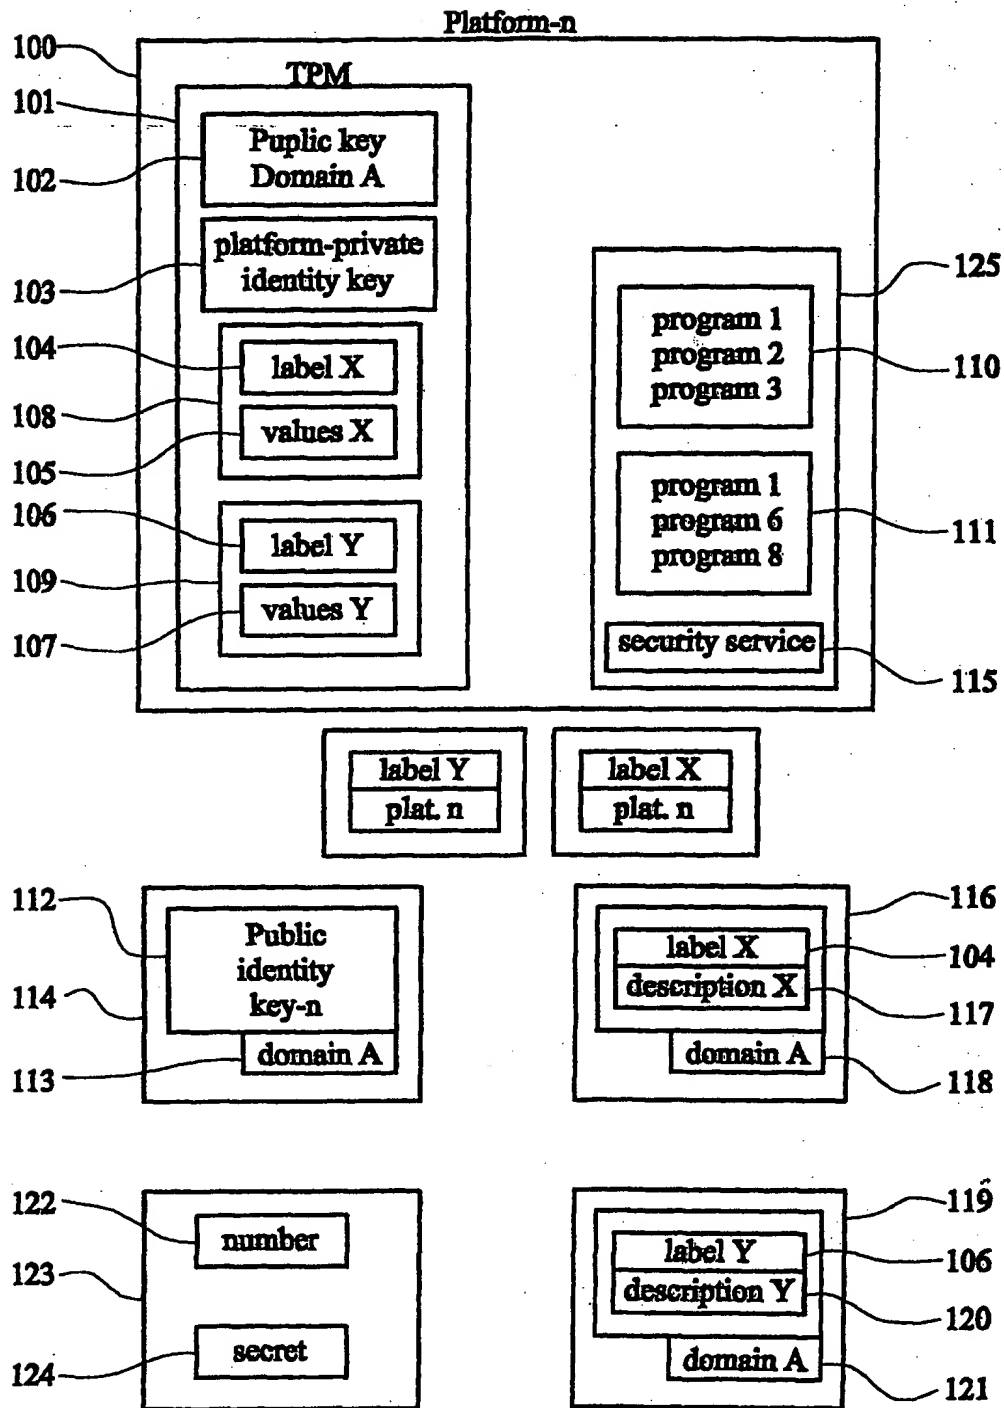 Platform-n
100
TPM
101
Puplic key
Domain A
102
platform-private
identity key
103
104
label X
108
values X
105
106
label Y
109
values Y
107
125
program 1
program 2
program 3
110
program 1
program 6
program 8
111
security service
115
label Y
plat. n
label X
plat. n
112
Public
identity
key-n
114
domain A
113
116
label X
104
description X
117
domain A
118
122
number
123
secret
124
119
label Y
106
description Y
120
domain A
121